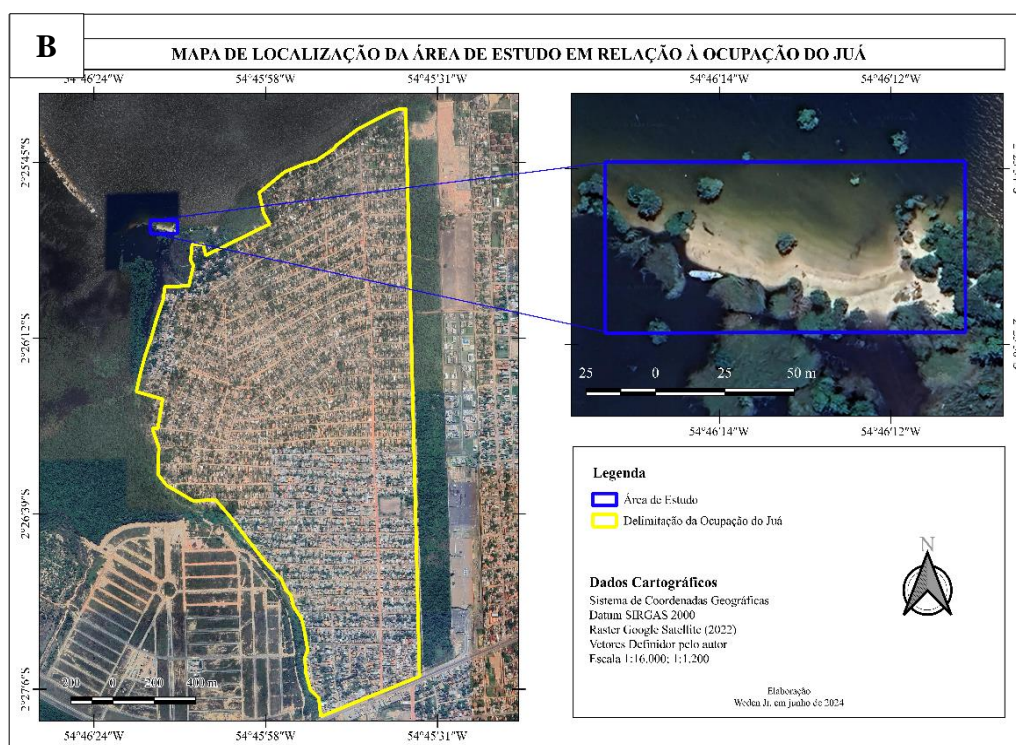 B
MAPA DE LOCALIZAÇÃO DA ÁREA DE ESTUDO EM RELAÇÃO À OCUPAÇÃO DO JUÁ
54°46'24"W 54°45'58"W 54°45'31"W
2°25'45"S
2°26'12"S
2°26'39"S
2°27'6"S
200 0 200 400 m
54°46'24"W 54°45'58"W 54°45'31"W
54°46'14"W 54°46'12"W
25 0 25 50 m
54°46'14"W 54°46'12"W
Legenda
Área de Estudo
Delimitação da Ocupação do Juá
N
Dados Cartográficos
Sistema de Coordenadas Geográficas
Datum SIRGAS 2000
Raster Google Satellite (2022)
Vetores Definidor pelo autor
Escala 1:16.000; 1:1.200
Elaboração
Weden Jr. em junho de 2024